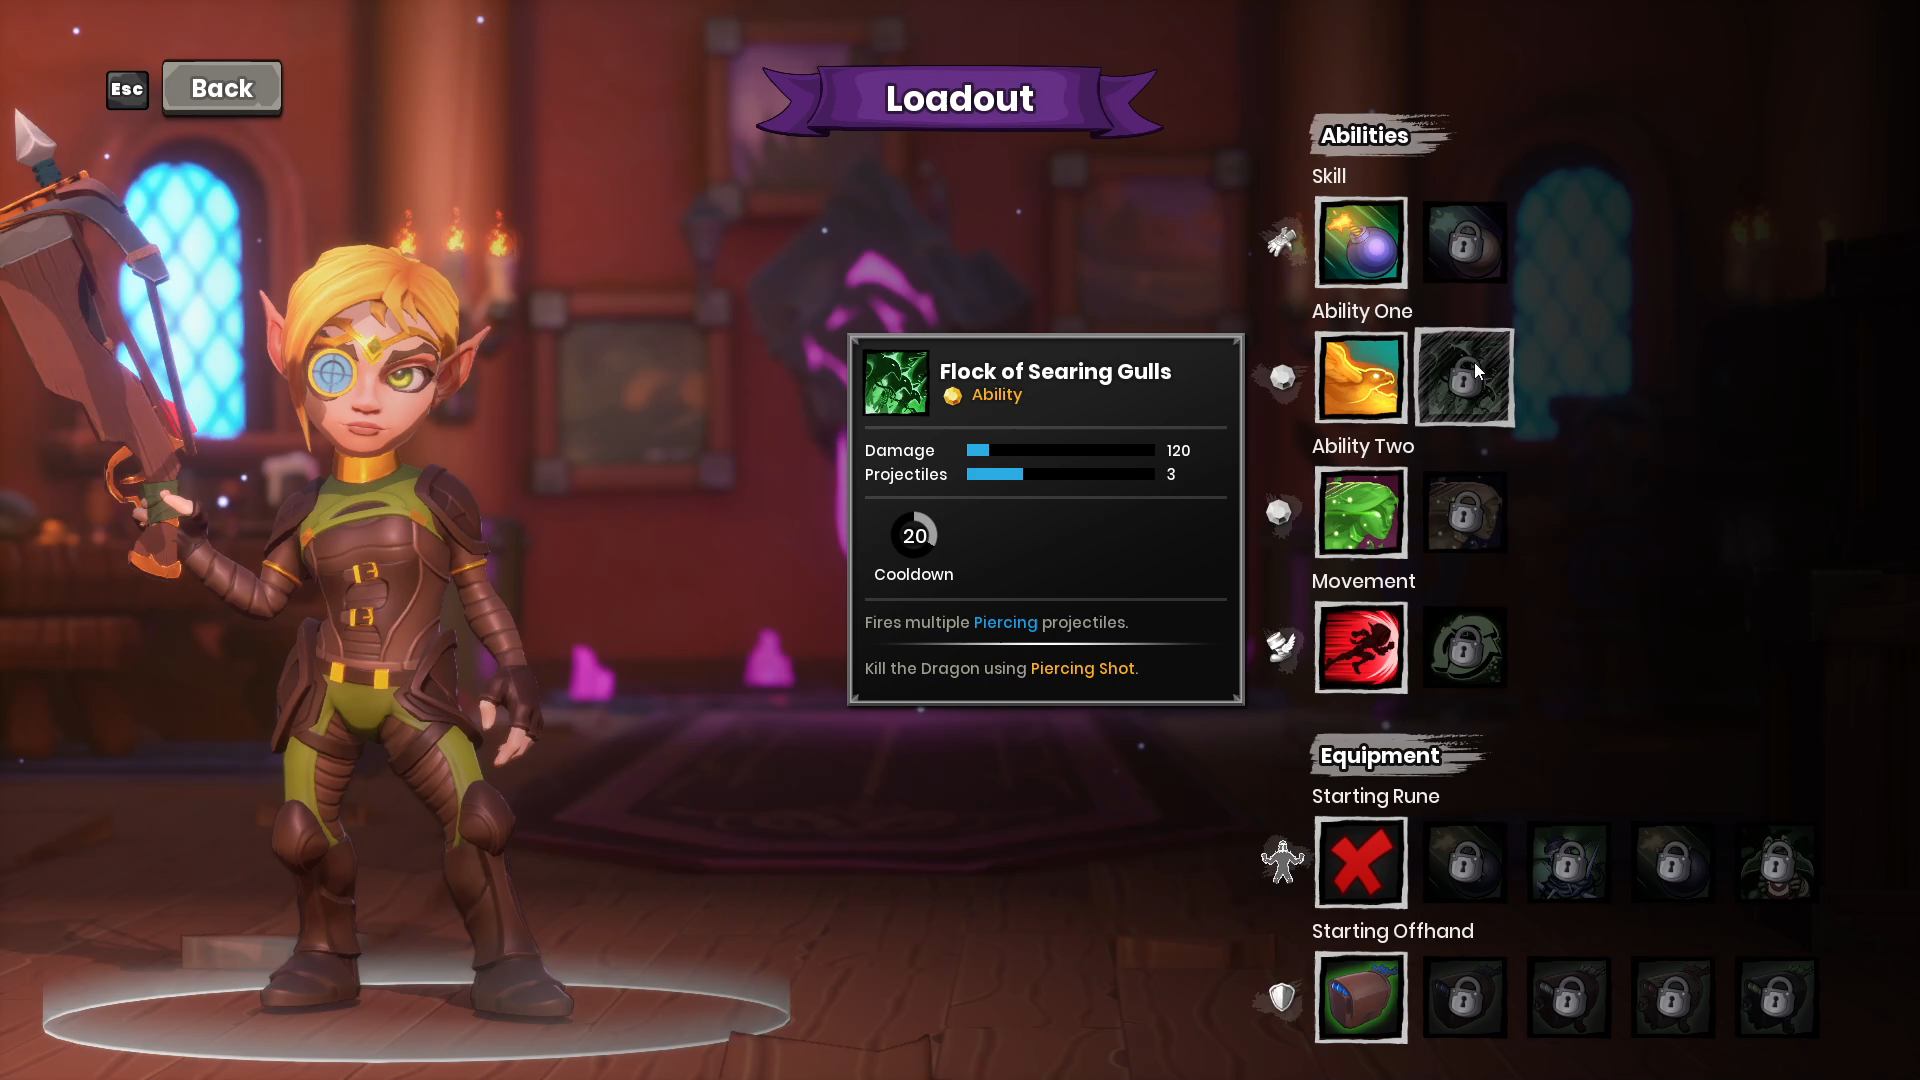 Esc
Back
Loadout
Abilities
Skill
Ability One
Ability Two
Movement
Equipment
Starting Rune
Starting Offhand
Flock of Searing Gulls
Ability
Damage 120
Projectiles 3
20
Cooldown
Fires multiple Piercing projectiles.
Kill the Dragon using Piercing Shot.